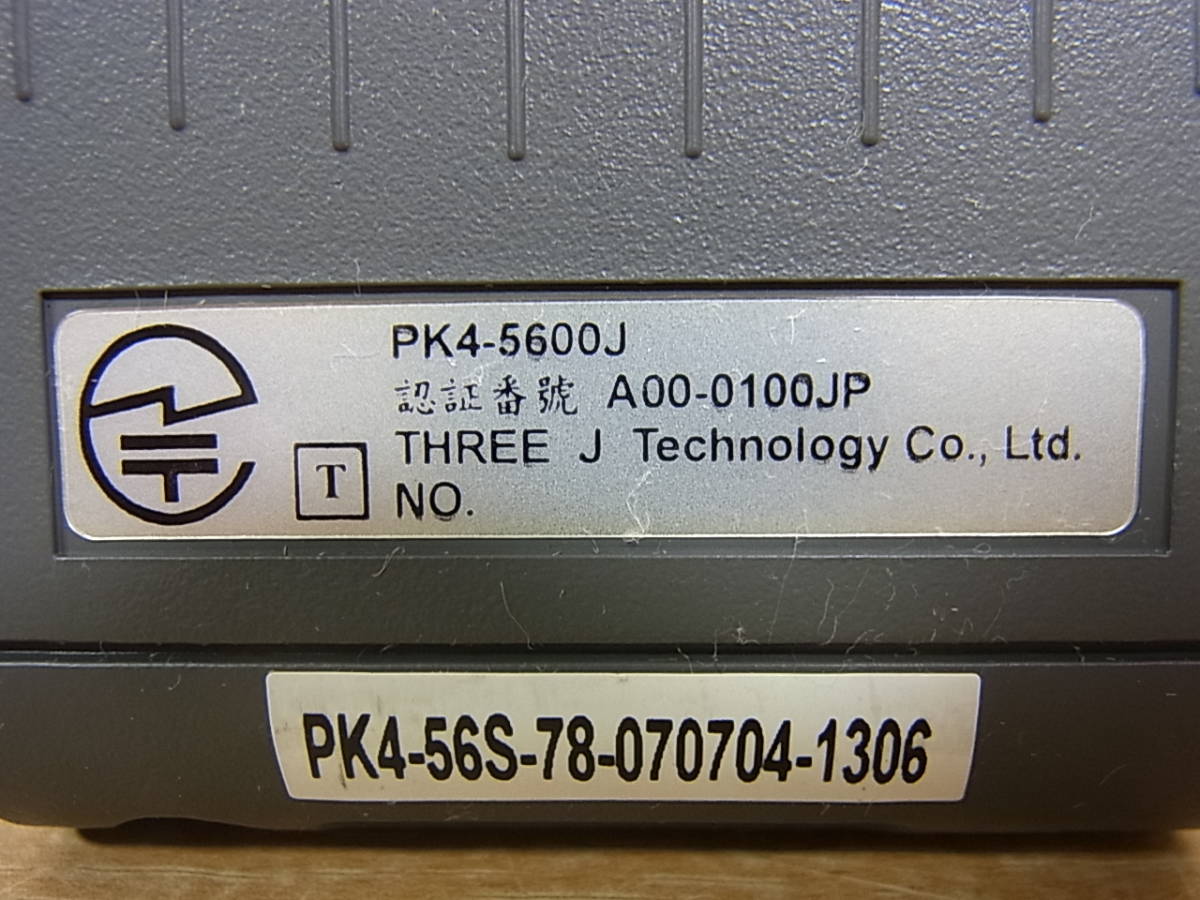 PK4-5600J
認証番號 A00-0100JP
T THREE J Technology Co., Ltd.
NO.
PK4-56S-78-070704-1306